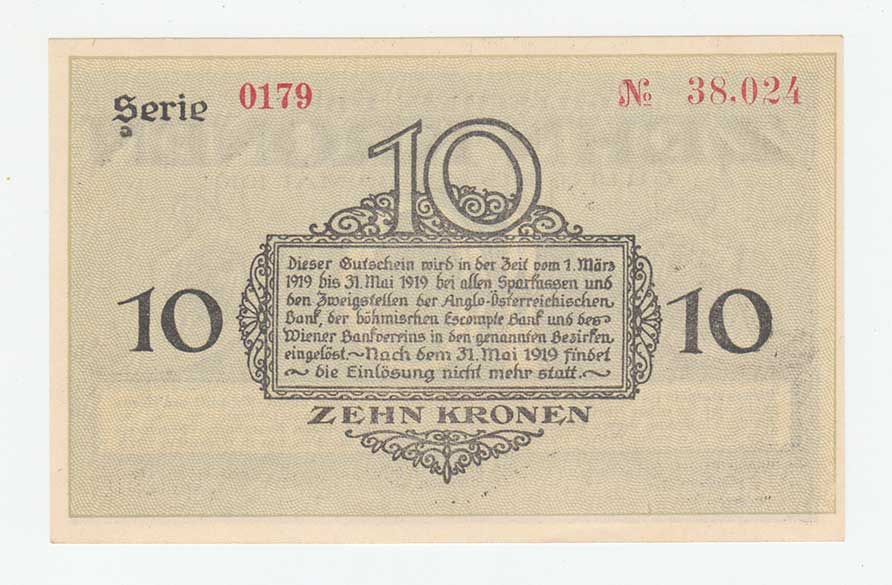 Serie 0179 № 38.024
10
Dieser Gutschein wird in der Zeit vom 1. März
1919 bis 31. Mai 1919 bei allen Sparkassen und
den Zweigstellen der Anglo-Österreichischen
Bank, der böhmischen Escompte Bank und des
Wiener Bankvereins in den genannten Bezirken
eingelöst.~Nach dem 31. Mai 1919 findet
~ die Einlösung nicht mehr statt. ~
10 10
ZEHN KRONEN